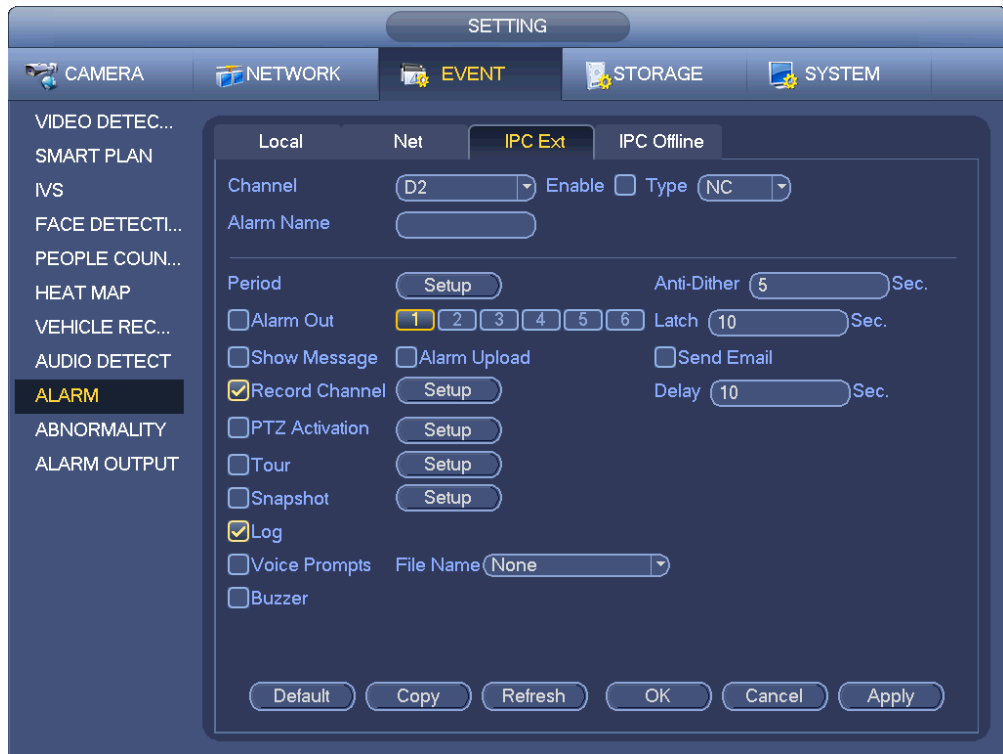 SETTING
CAMERA NETWORK EVENT STORAGE SYSTEM
VIDEO DETEC...
SMART PLAN
IVS
FACE DETECTI...
PEOPLE COUN...
HEAT MAP
VEHICLE REC...
AUDIO DETECT
ALARM
ABNORMALITY
ALARM OUTPUT
Local Net IPC Ext IPC Offline
Channel D2 Enable Type NC
Alarm Name
Period Setup Anti-Dither 5 Sec.
Alarm Out 1 2 3 4 5 6 Latch 10 Sec.
Show Message Alarm Upload Send Email
Record Channel Setup Delay 10 Sec.
PTZ Activation Setup
Tour Setup
Snapshot Setup
Log
Voice Prompts File Name None
Buzzer
Default Copy Refresh OK Cancel Apply